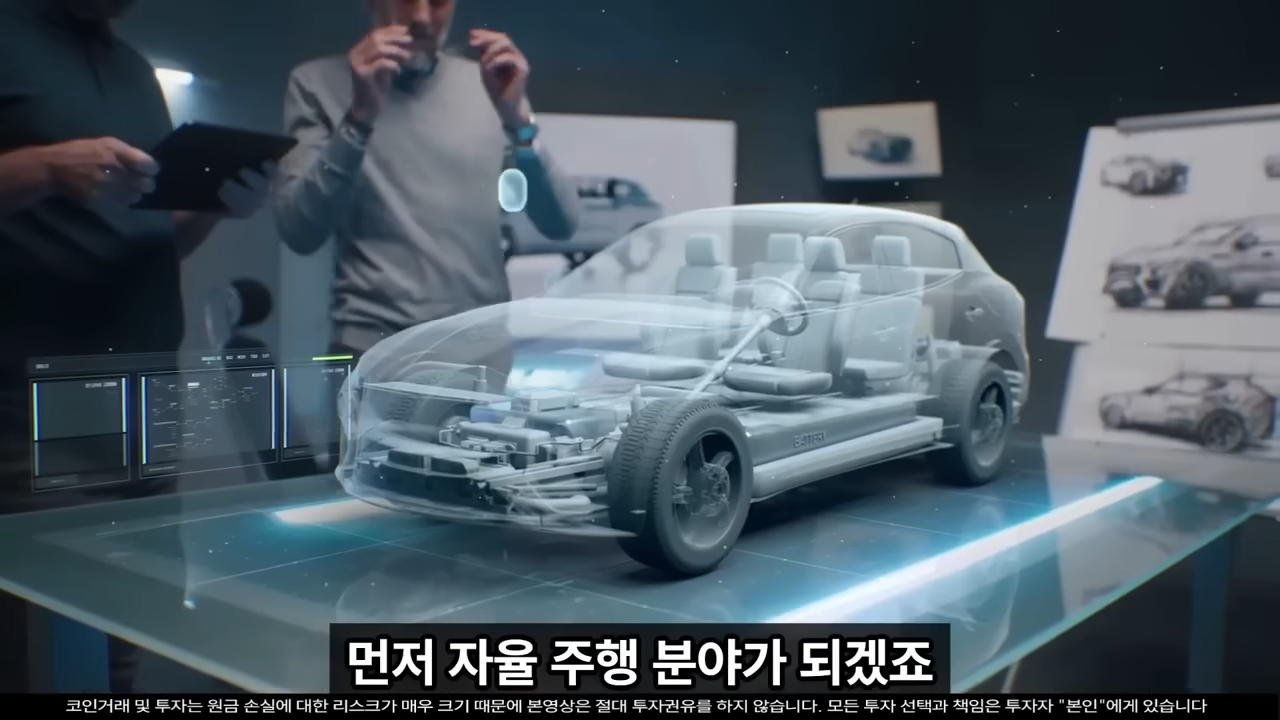 먼저 자율 주행 분야가 되겠죠
코인거래 및 투자는 원금 손실에 대한 리스크가 매우 크기 때문에 본영상은 절대 투자권유를 하지 않습니다. 모든 투자 선택과 책임은 투자자 "본인"에게 있습니다